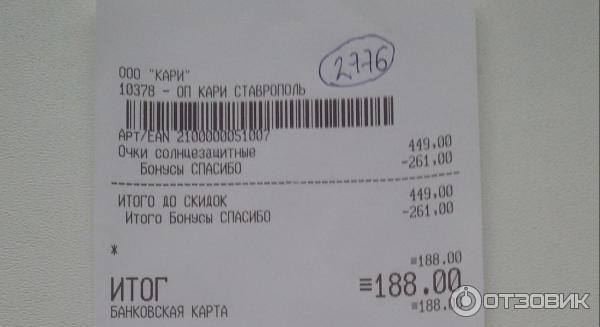 2776
ООО "КАРИ"
10378 - ОП КАРИ СТАВРОПОЛЬ
Арт/EAN 2100000051007
Очки солнцезащитные 449.00
Бонусы СПАСИБО -261.00
ИТОГО ДО СКИДОК 449.00
Итого Бонусы СПАСИБО -261.00
*
≡188.00
ИТОГ ≡188.00
БАНКОВСКАЯ КАРТА ≡188.00
ОТЗОВИК